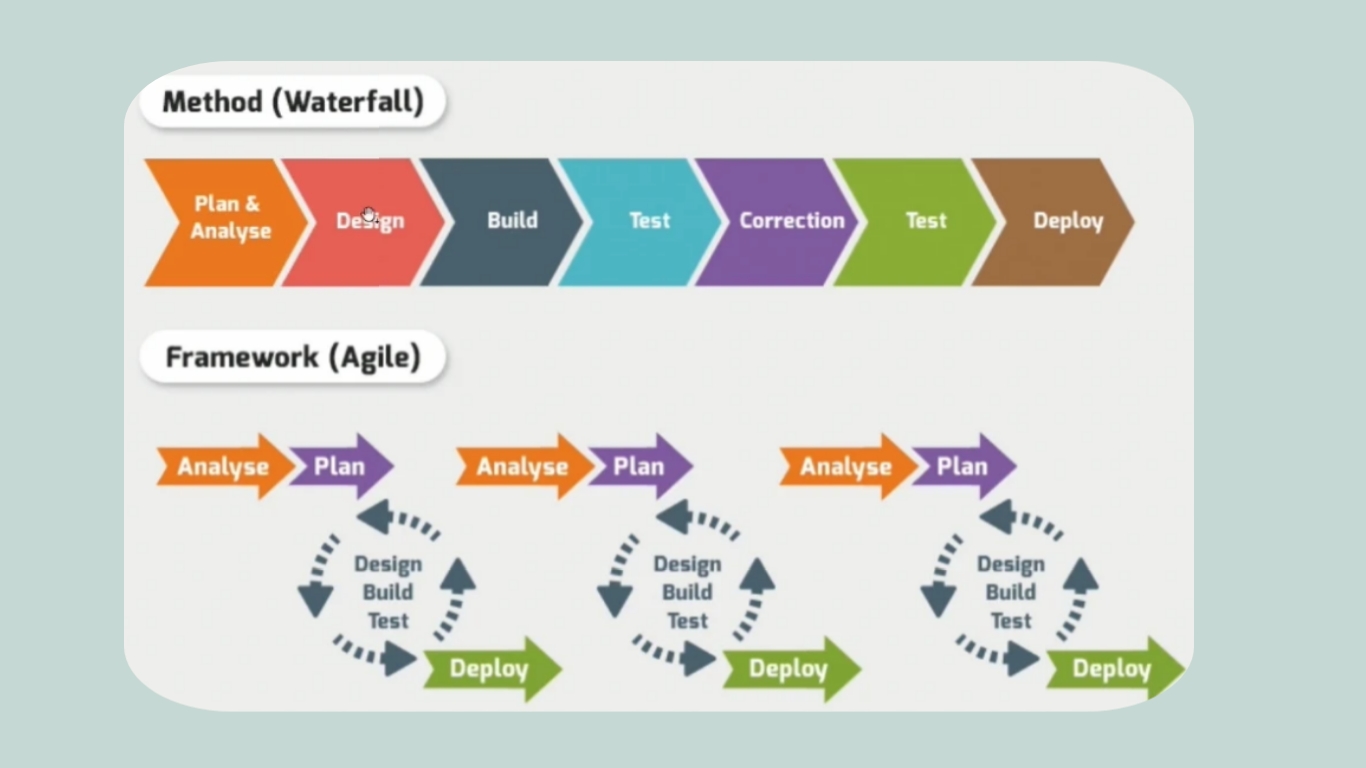 Method (Waterfall)
Plan &
Analyse
Design
Build
Test
Correction
Test
Deploy
Framework (Agile)
Analyse
Plan
Analyse
Plan
Analyse
Plan
Design
Build
Test
Design
Build
Test
Design
Build
Test
Deploy
Deploy
Deploy